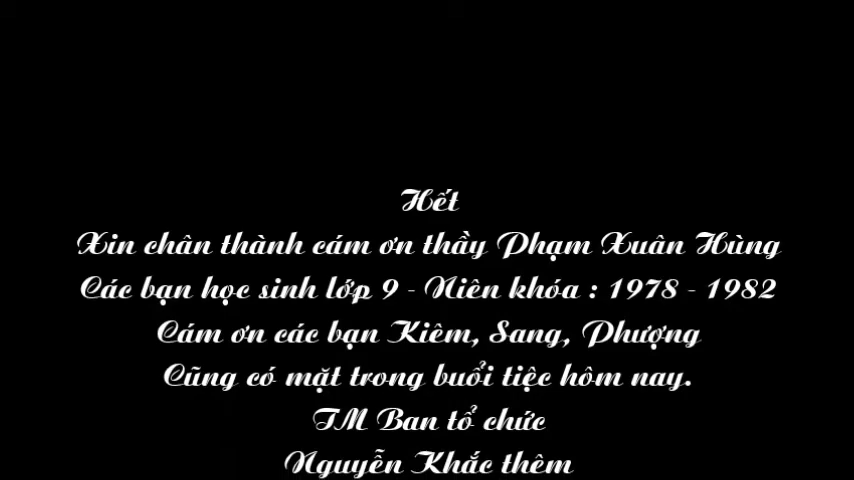 Hết
Xin chân thành cám ơn thầy Phạm Xuân Hùng
Các bạn học sinh lớp 9 - Niên khóa : 1978 - 1982
Cám ơn các bạn Kiêm, Sang, Phượng
Cũng có mặt trong buổi tiệc hôm nay.
TM Ban tổ chức
Nguyễn Khắc thêm